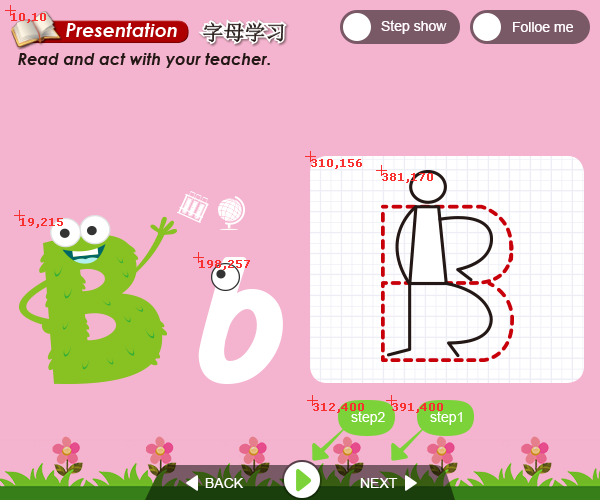 10,10
Presentation 字母学习
Step show
Folloe me
Read and act with your teacher.
310,156
381,170
19,215
198,257
B
b
312,400
391,400
step2
step1
BACK
NEXT